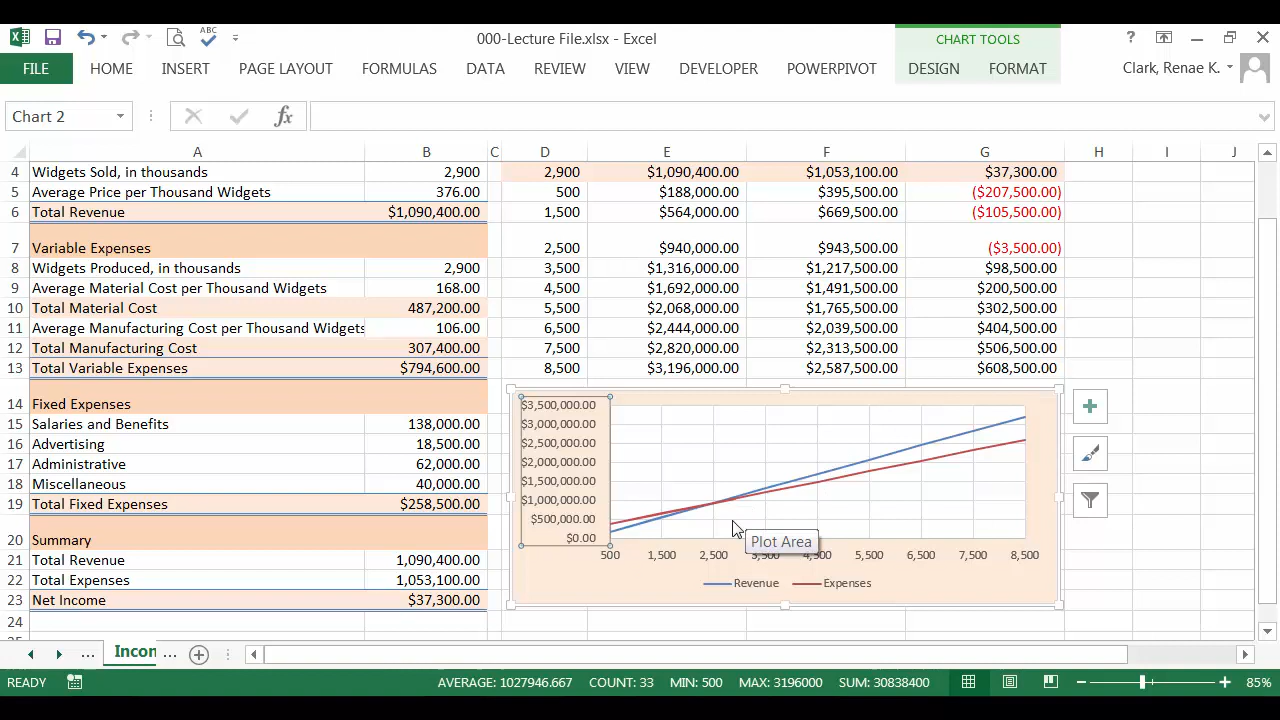 ABC
000-Lecture File.xlsx - Excel
CHART TOOLS
?
FILE HOME INSERT PAGE LAYOUT FORMULAS DATA REVIEW VIEW DEVELOPER POWERPIVOT DESIGN FORMAT Clark, Renae K.
Chart 2 fx
A B C D E F G H I J
4 Widgets Sold, in thousands 2,900 2,900 $1,090,400.00 $1,053,100.00 $37,300.00
5 Average Price per Thousand Widgets 376.00 500 $188,000.00 $395,500.00 ($207,500.00)
6 Total Revenue $1,090,400.00 1,500 $564,000.00 $669,500.00 ($105,500.00)
7 Variable Expenses 2,500 $940,000.00 $943,500.00 ($3,500.00)
8 Widgets Produced, in thousands 2,900 3,500 $1,316,000.00 $1,217,500.00 $98,500.00
9 Average Material Cost per Thousand Widgets 168.00 4,500 $1,692,000.00 $1,491,500.00 $200,500.00
10 Total Material Cost 487,200.00 5,500 $2,068,000.00 $1,765,500.00 $302,500.00
11 Average Manufacturing Cost per Thousand Widgets 106.00 6,500 $2,444,000.00 $2,039,500.00 $404,500.00
12 Total Manufacturing Cost 307,400.00 7,500 $2,820,000.00 $2,313,500.00 $506,500.00
13 Total Variable Expenses $794,600.00 8,500 $3,196,000.00 $2,587,500.00 $608,500.00
14 Fixed Expenses
15 Salaries and Benefits 138,000.00
16 Advertising 18,500.00
17 Administrative 62,000.00
18 Miscellaneous 40,000.00
19 Total Fixed Expenses $258,500.00
20 Summary
21 Total Revenue 1,090,400.00
22 Total Expenses 1,053,100.00
23 Net Income $37,300.00
24
$3,500,000.00
$3,000,000.00
$2,500,000.00
$2,000,000.00
$1,500,000.00
$1,000,000.00
$500,000.00
$0.00
Plot Area
500 1,500 2,500 3,500 4,500 5,500 6,500 7,500 8,500
Revenue Expenses
... Incon ...
READY AVERAGE: 1027946.667 COUNT: 33 MIN: 500 MAX: 3196000 SUM: 30838400 85%